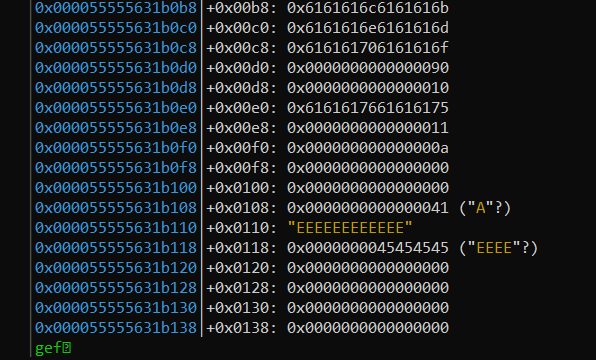 0x000055555631b0b8│+0x00b8: 0x6161616c6161616b
0x000055555631b0c0│+0x00c0: 0x6161616e6161616d
0x000055555631b0c8│+0x00c8: 0x616161706161616f
0x000055555631b0d0│+0x00d0: 0x0000000000000090
0x000055555631b0d8│+0x00d8: 0x0000000000000010
0x000055555631b0e0│+0x00e0: 0x6161617661616175
0x000055555631b0e8│+0x00e8: 0x0000000000000011
0x000055555631b0f0│+0x00f0: 0x000000000000000a
0x000055555631b0f8│+0x00f8: 0x0000000000000000
0x000055555631b100│+0x0100: 0x0000000000000000
0x000055555631b108│+0x0108: 0x0000000000000041 ("A"?)
0x000055555631b110│+0x0110: "EEEEEEEEEEEE"
0x000055555631b118│+0x0118: 0x0000000045454545 ("EEEE"?)
0x000055555631b120│+0x0120: 0x0000000000000000
0x000055555631b128│+0x0128: 0x0000000000000000
0x000055555631b130│+0x0130: 0x0000000000000000
0x000055555631b138│+0x0138: 0x0000000000000000
gef